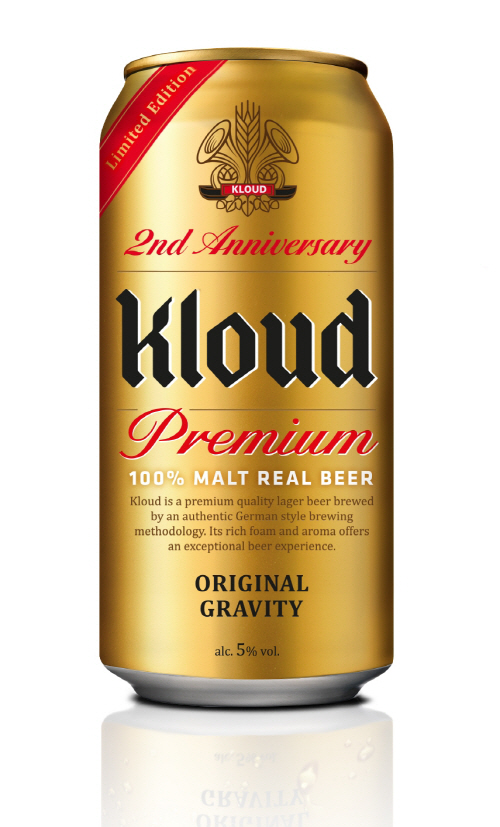 Limited Edition
KLOUD
2nd Anniversary
Kloud
Premium
100% MALT REAL BEER
Kloud is a premium quality lager beer brewed
by an authentic German style brewing
methodology. Its rich foam and aroma offers
an exceptional beer experience.
ORIGINAL
GRAVITY
alc. 5% vol.